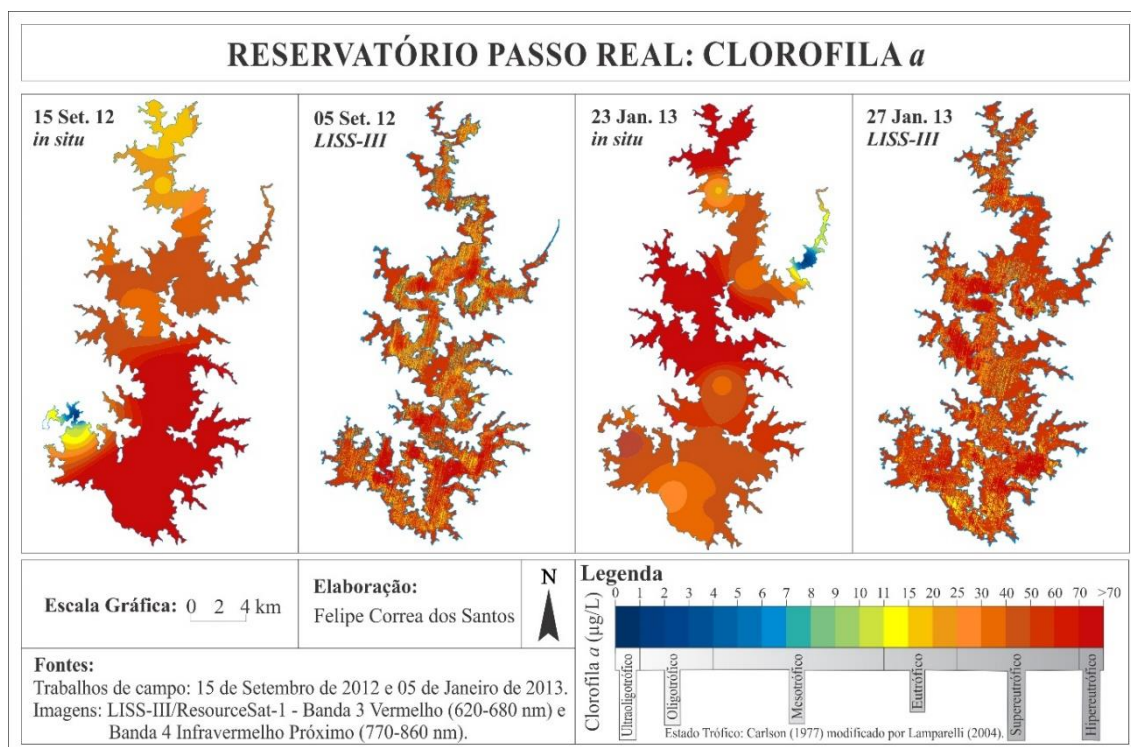 RESERVATÓRIO PASSO REAL: CLOROFILA a
15 Set. 12
in situ
05 Set. 12
LISS-III
23 Jan. 13
in situ
27 Jan. 13
LISS-III
Escala Gráfica: 0 2 4 km
Elaboração:
Felipe Correa dos Santos
N
Fontes:
Trabalhos de campo: 15 de Setembro de 2012 e 05 de Janeiro de 2013.
Imagens: LISS-III/ResourceSat-1 - Banda 3 Vermelho (620-680 nm) e
Banda 4 Infravermelho Próximo (770-860 nm).
Legenda
0 1 2 3 4 5 6 7 8 9 10 11 15 20 25 30 40 50 60 70 >70
Clorofila a (µg/L)
Ultraoligotrófico
Oligotrófico
Mesotrófico
Eutrófico
Supereutrófico
Hipereutrófico
Estado Trófico: Carlson (1977) modificado por Lamparelli (2004).